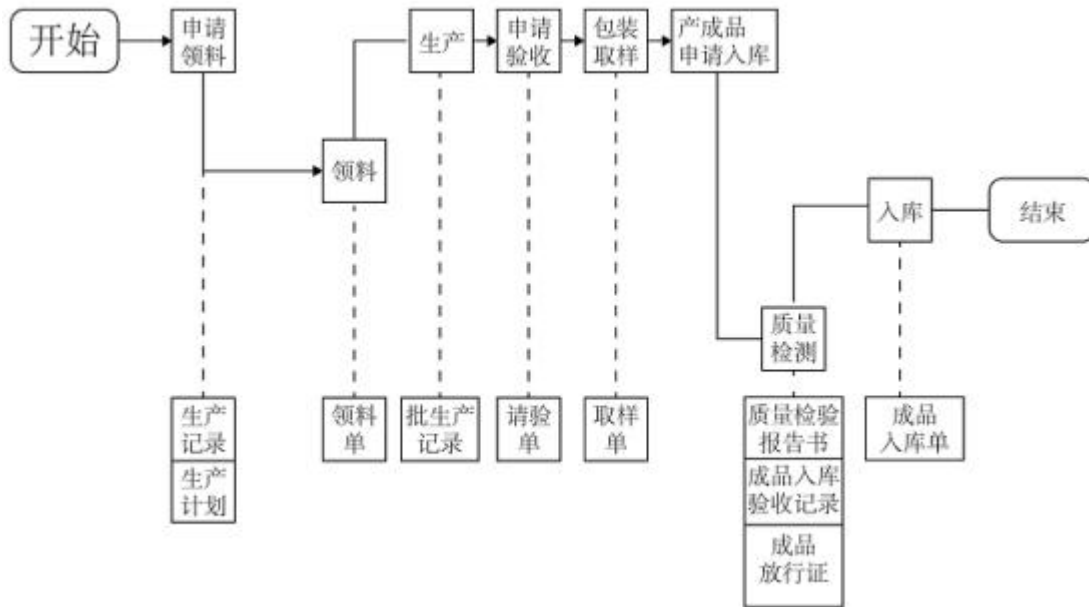 开始
申请
领料
生产
申请
验收
包装
取样
产成品
申请入库
领料
入库
结束
质量
检测
生产
记录
生产
计划
领料
单
批生产
记录
请验
单
取样
单
质量检验
报告书
成品入库
验收记录
成品
放行证
成品
入库单